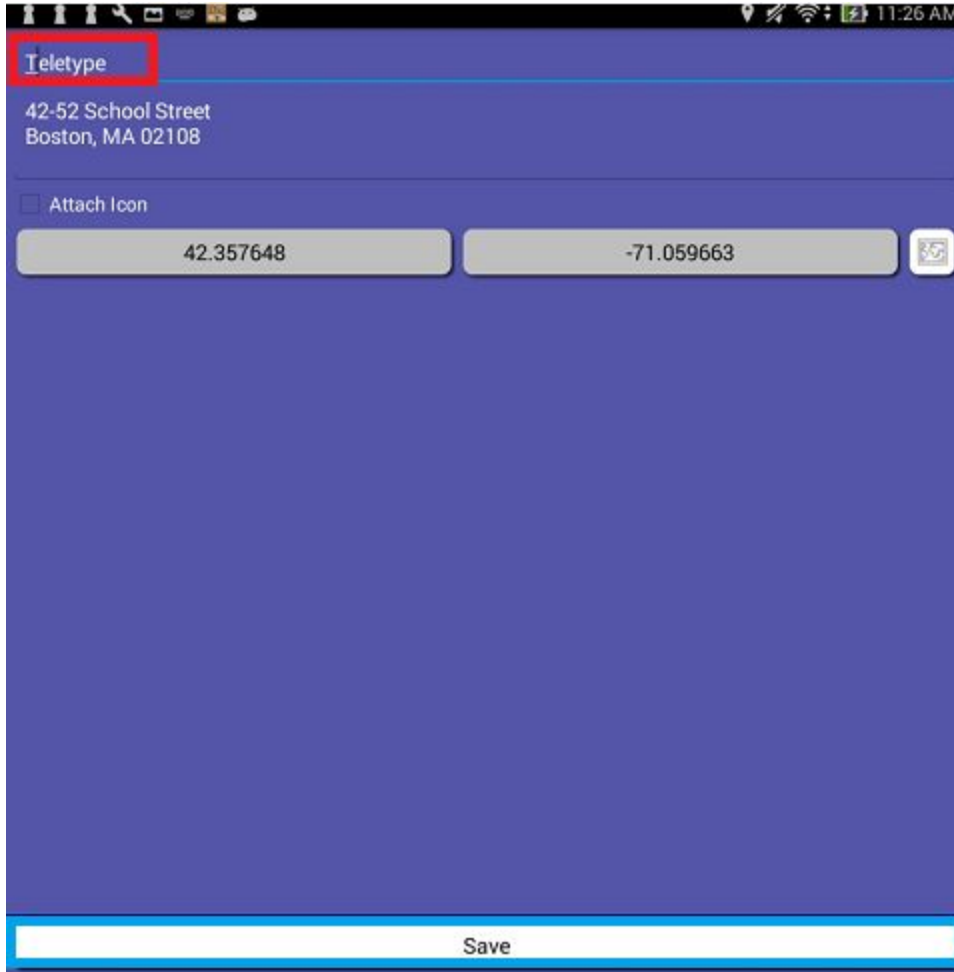 11:26 AM
Teletype
42-52 School Street
Boston, MA 02108
Attach Icon
42.357648 -71.059663
Save